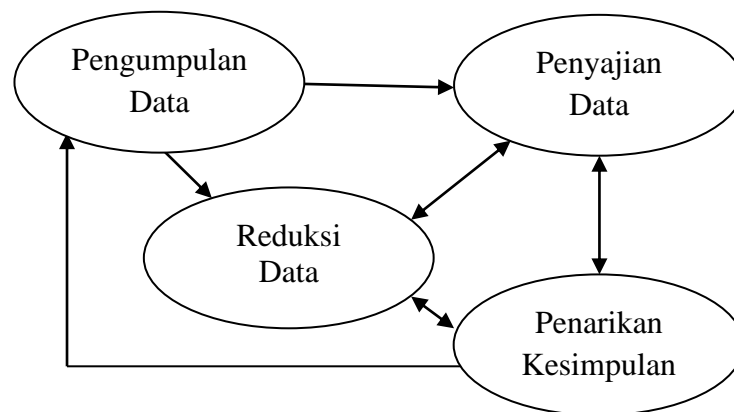 Pengumpulan
Data
Penyajian
Data
Reduksi
Data
Penarikan
Kesimpulan